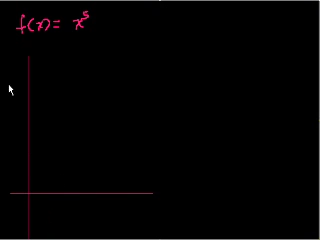 f(x) = x⁵